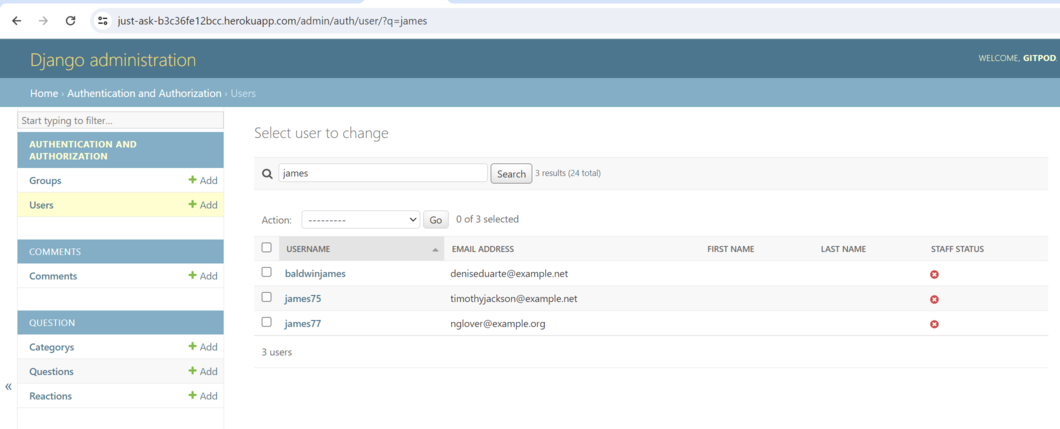 just-ask-b3c36fe12bcc.herokuapp.com/admin/auth/user/?q=james
Django administration
WELCOME, GITPOD.
Home › Authentication and Authorization › Users
Start typing to filter...
AUTHENTICATION AND
AUTHORIZATION
Groups + Add
Users + Add
COMMENTS
Comments + Add
QUESTION
Categorys + Add
Questions + Add
Reactions + Add
«
Select user to change
james Search 3 results (24 total)
Action: --------- Go 0 of 3 selected
USERNAME EMAIL ADDRESS FIRST NAME LAST NAME STAFF STATUS
baldwinjames deniseduarte@example.net
james75 timothyjackson@example.net
james77 nglover@example.org
3 users